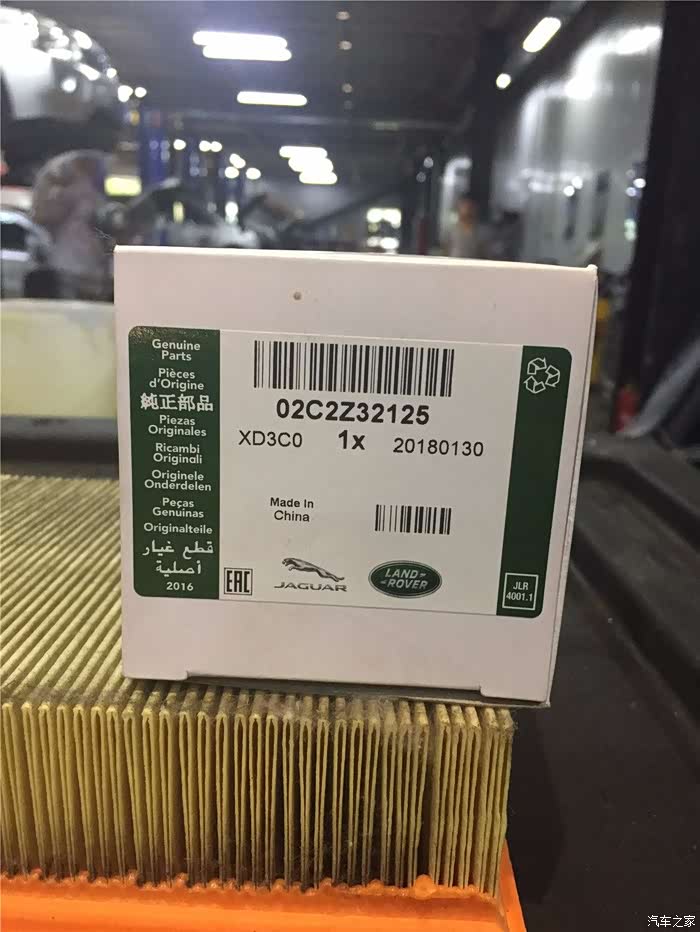 Genuine
Parts
Pièces
d'Origine
純正部品
Piezas
Originales
Ricambi
Originali
Originele
Onderdelen
Peças
Genuinas
Originalteile
قطع غيار
أصلية
2016
02C2Z32125
XD3C0 1x 20180130
Made In
China
EAC
JAGUAR
LAND-
-ROVER
JLR
4001.1
汽车之家